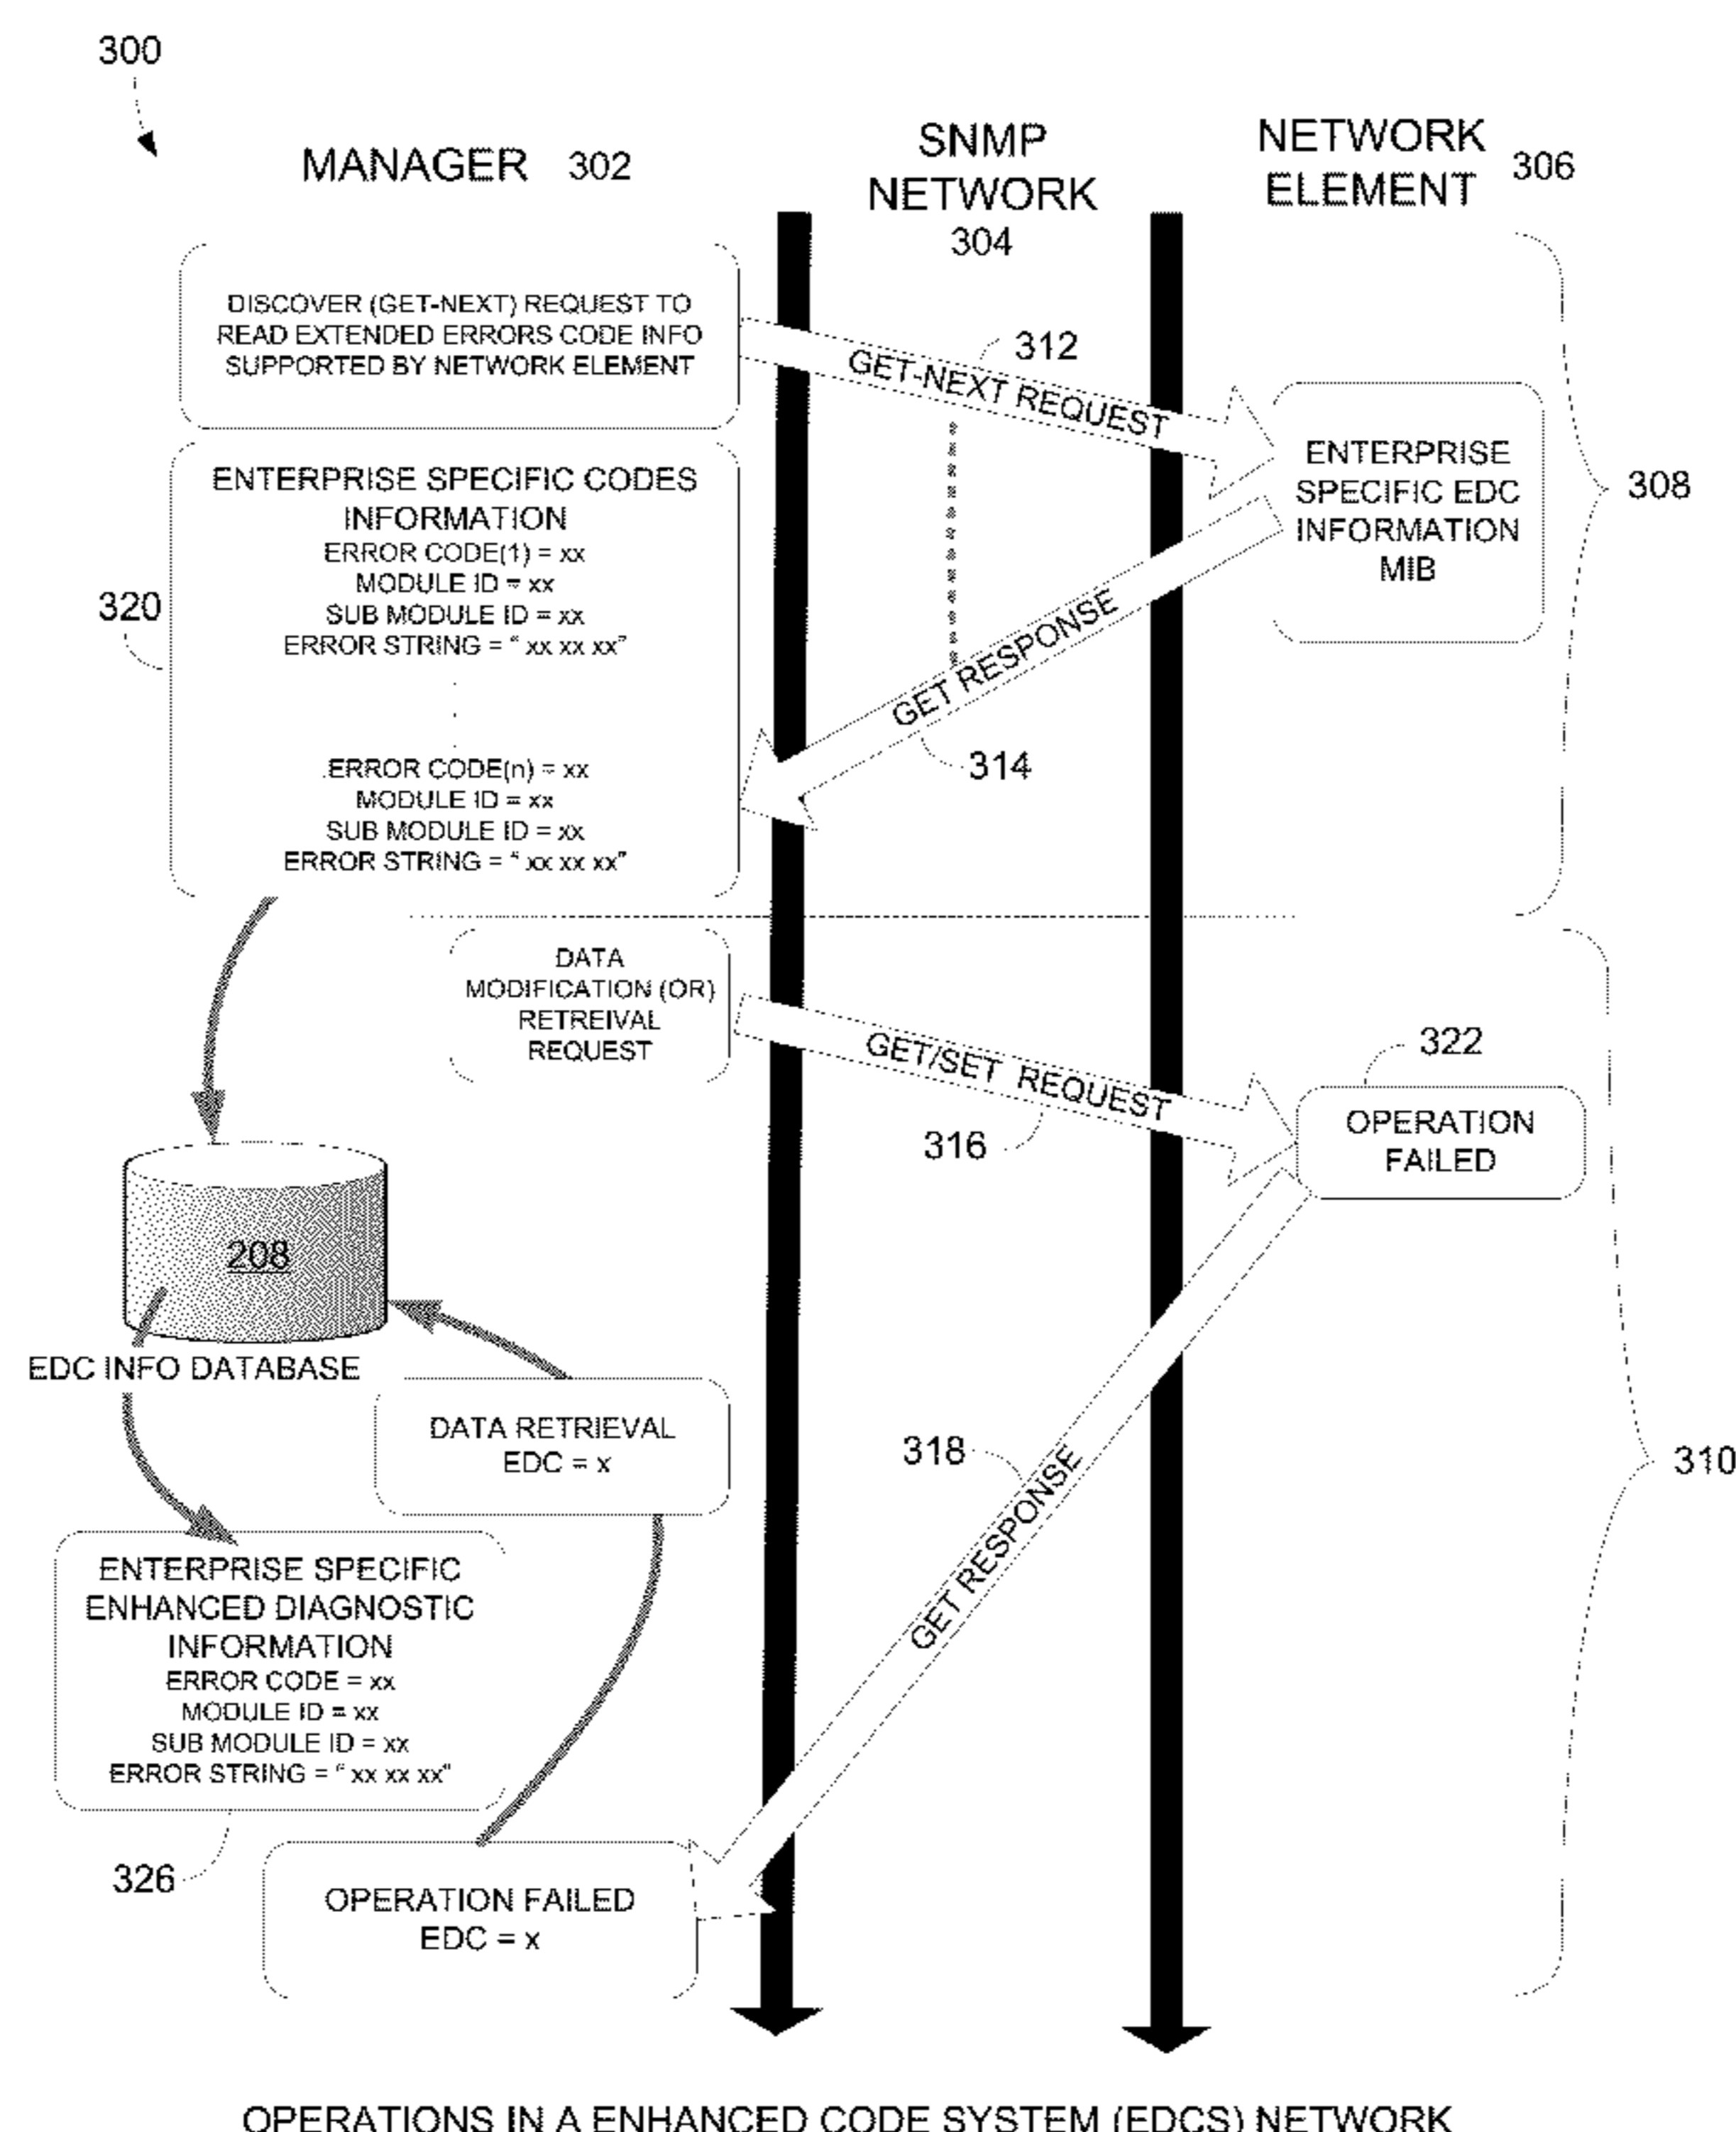 300
MANAGER 302
SNMP
NETWORK
304
NETWORK
ELEMENT
306
DISCOVER (GET-NEXT) REQUEST TO
READ EXTENDED ERRORS CODE INFO
SUPPORTED BY NETWORK ELEMENT
312
GET-NEXT REQUEST
ENTERPRISE
SPECIFIC EDC
INFORMATION
MIB
308
320
ENTERPRISE SPECIFIC CODES
INFORMATION
ERROR CODE(1) = xx
MODULE ID = xx
SUB MODULE ID = xx
ERROR STRING = " xx xx xx"
.
.
.
ERROR CODE(n) = xx
MODULE ID = xx
SUB MODULE ID = xx
ERROR STRING = " xx xx xx"
GET RESPONSE
314
DATA
MODIFICATION (OR)
RETREIVAL
REQUEST
GET/SET REQUEST
316
322
OPERATION
FAILED
208
EDC INFO DATABASE
DATA RETRIEVAL
EDC = x
318
GET RESPONSE
310
ENTERPRISE SPECIFIC
ENHANCED DIAGNOSTIC
INFORMATION
ERROR CODE = xx
MODULE ID = xx
SUB MODULE ID = xx
ERROR STRING = " xx xx xx"
326
OPERATION FAILED
EDC = x
OPERATIONS IN A ENHANCED CODE SYSTEM (EDCS) NETWORK